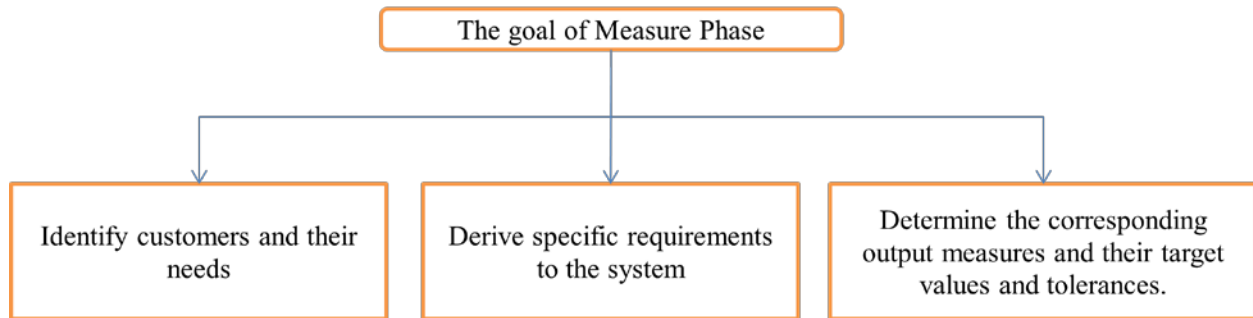 The goal of Measure Phase
Identify customers and their
needs
Derive specific requirements
to the system
Determine the corresponding
output measures and their target
values and tolerances.